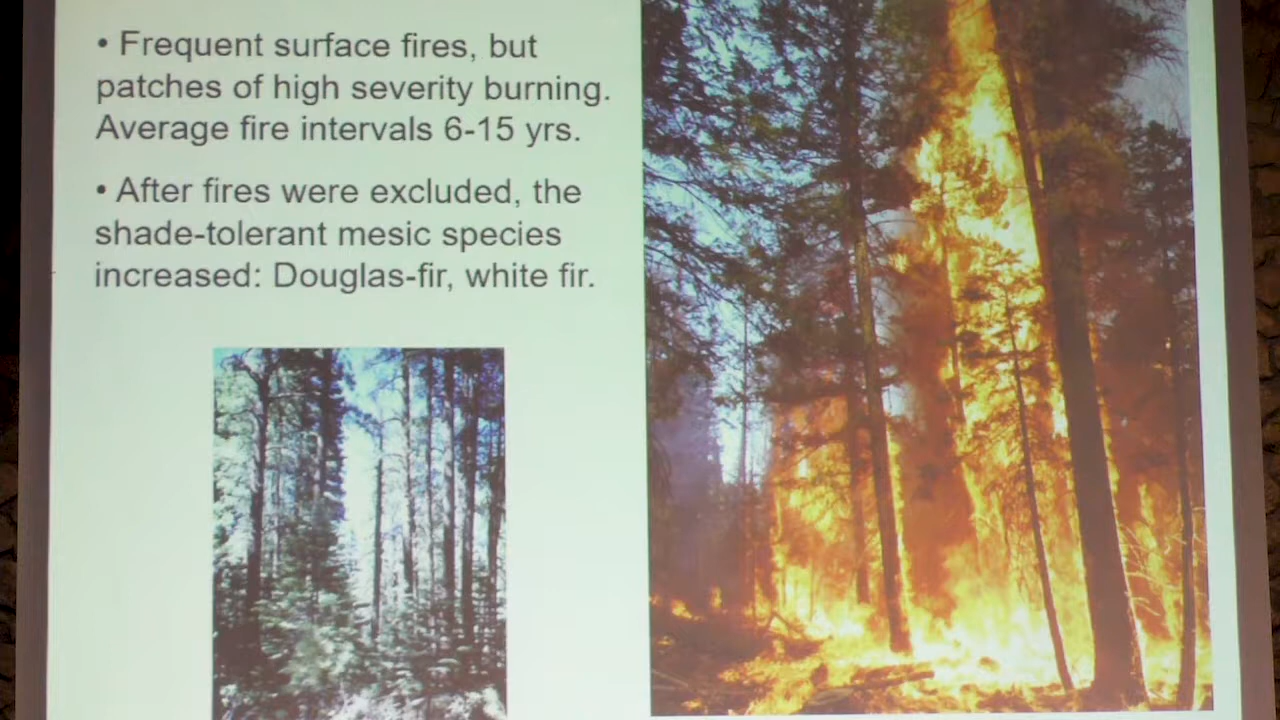 • Frequent surface fires, but
patches of high severity burning.
Average fire intervals 6-15 yrs.
• After fires were excluded, the
shade-tolerant mesic species
increased: Douglas-fir, white fir.